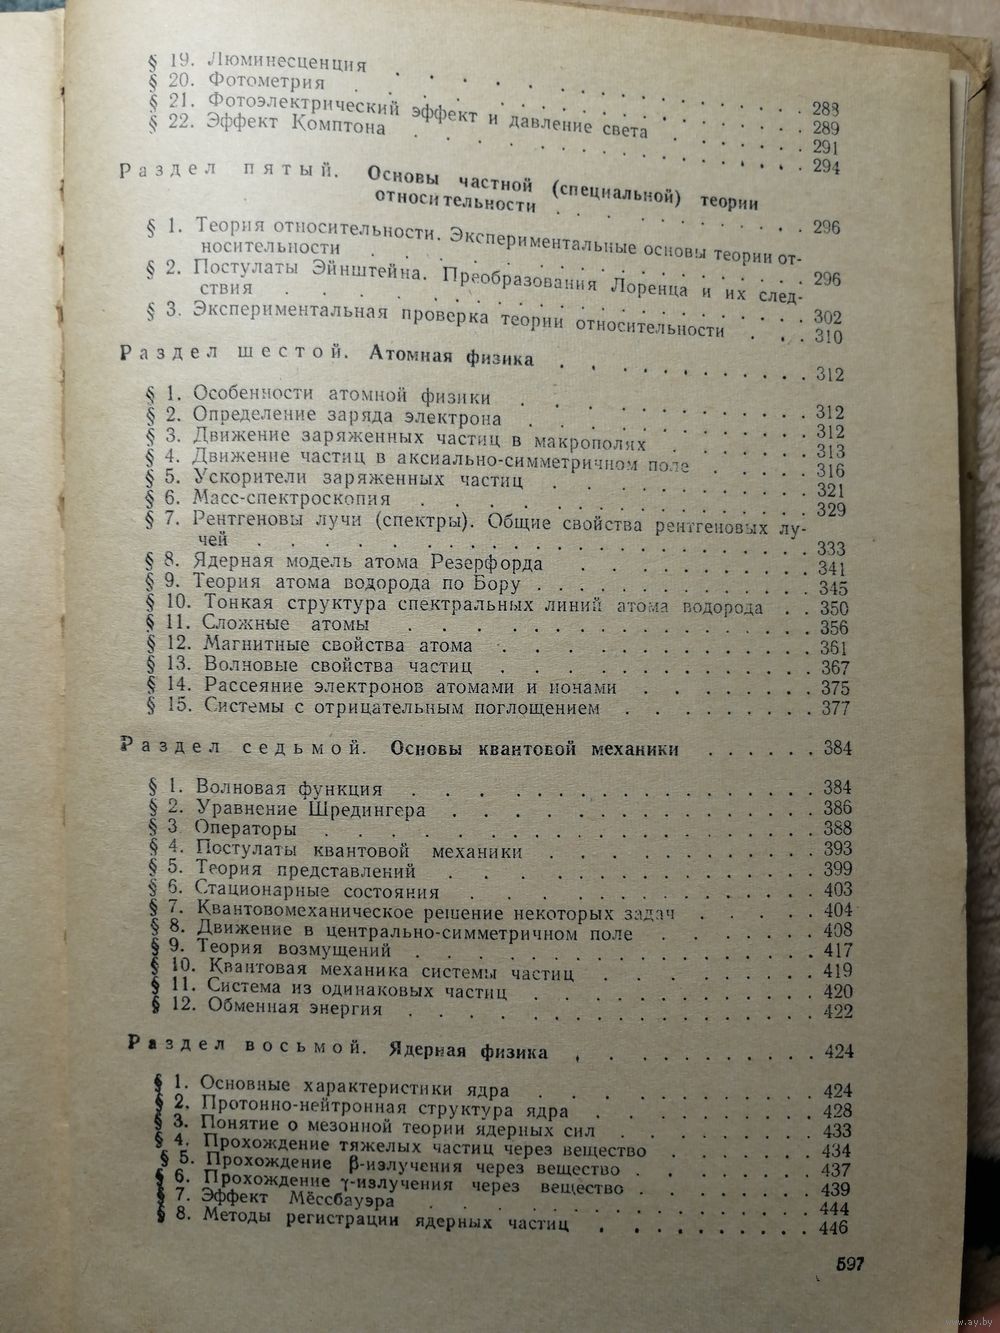 § 19. Люминесценция . . . . . . . . . . . . . 283
§ 20. Фотометрия . . . . . . . . . . . . . 289
§ 21. Фотоэлектрический эффект и давление света . . . . . . . 291
§ 22. Эффект Комптона . . . . . . . . . . . . . 294
Раздел пятый. Основы частной (специальной) теории
относительности . . . . . . . . . . 296
§ 1. Теория относительности. Экспериментальные основы теории от-
носительности . . . . . . . . . . . . . 296
§ 2. Постулаты Эйнштейна. Преобразования Лоренца и их след-
ствия . . . . . . . . . . . . . . . 302
§ 3. Экспериментальная проверка теории относительности . . . 310
Раздел шестой. Атомная физика . . . . . . . . . . 312
§ 1. Особенности атомной физики . . . . . . . . . . 312
§ 2. Определение заряда электрона . . . . . . . . . . 312
§ 3. Движение заряженных частиц в макрополях . . . . . . 313
§ 4. Движение частиц в аксиально-симметричном поле . . . . . 316
§ 5. Ускорители заряженных частиц . . . . . . . . . . 321
§ 6. Масс-спектроскопия . . . . . . . . . . . . . 329
§ 7. Рентгеновы лучи (спектры). Общие свойства рентгеновых лу-
чей . . . . . . . . . . . . . . . . 333
§ 8. Ядерная модель атома Резерфорда . . . . . . . . . 341
§ 9. Теория атома водорода по Бору . . . . . . . . . . 345
§ 10. Тонкая структура спектральных линий атома водорода . . 350
§ 11. Сложные атомы . . . . . . . . . . . . . . 356
§ 12. Магнитные свойства атома . . . . . . . . . . . 361
§ 13. Волновые свойства частиц . . . . . . . . . . . 367
§ 14. Рассеяние электронов атомами и ионами . . . . . . . 375
§ 15. Системы с отрицательным поглощением . . . . . . . 377
Раздел седьмой. Основы квантовой механики . . . . . . 384
§ 1. Волновая функция . . . . . . . . . . . . . . 384
§ 2. Уравнение Шредингера . . . . . . . . . . . . 386
§ 3 Операторы . . . . . . . . . . . . . . . 388
§ 4. Постулаты квантовой механики . . . . . . . . . . 393
§ 5. Теория представлений . . . . . . . . . . . . 399
§ 6. Стационарные состояния . . . . . . . . . . . . 403
§ 7. Квантовомеханическое решение некоторых задач . . . . . 404
§ 8. Движение в центрально-симметричном поле . . . . . . 408
§ 9. Теория возмущений . . . . . . . . . . . . . 417
§ 10. Квантовая механика системы частиц . . . . . . . . 419
§ 11. Система из одинаковых частиц . . . . . . . . . . 420
§ 12. Обменная энергия . . . . . . . . . . . . . 422
Раздел восьмой. Ядерная физика . . . . . . . . . . 424
§ 1. Основные характеристики ядра . . . . . . . . . . 424
§ 2. Протонно-нейтронная структура ядра . . . . . . . . 428
§ 3. Понятие о мезонной теории ядерных сил . . . . . . . 433
§ 4. Прохождение тяжелых частиц через вещество . . . . . . 434
§ 5. Прохождение β-излучения через вещество . . . . . . . 437
§ 6. Прохождение γ-излучения через вещество . . . . . . . 439
§ 7. Эффект Мёссбауэра . . . . . . . . . . . . . 444
§ 8. Методы регистрации ядерных частиц . . . . . . . . 446
597
www.ay.by